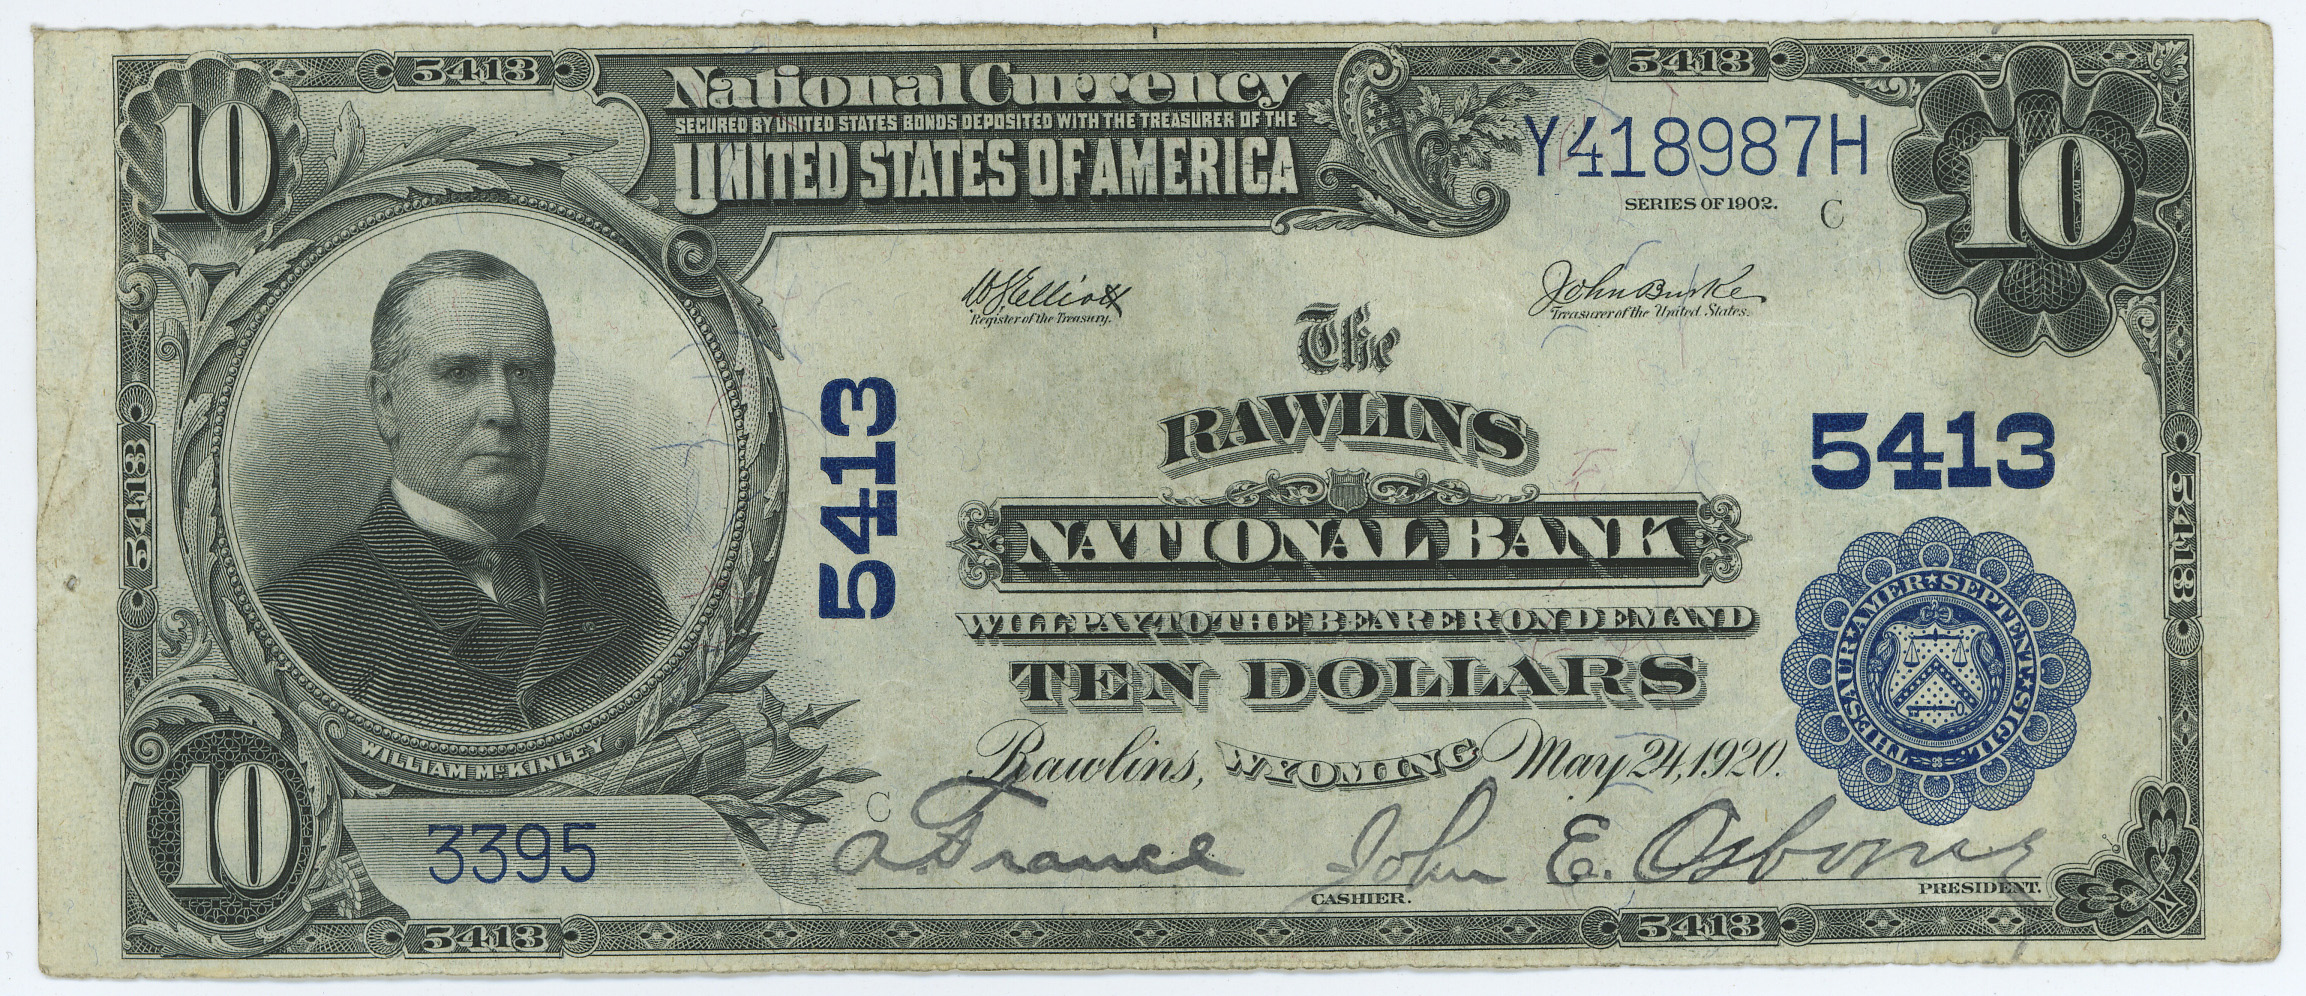 5413
5413
10
National Currency
SECURED BY UNITED STATES BONDS DEPOSITED WITH THE TREASURER OF THE
UNITED STATES OF AMERICA
Y418987H
SERIES OF 1902.
C
10
W S Elliott
Register of the Treasury.
John Burke
Treasurer of the United States.
The
RAWLINS
5413
5413
5413
5413
NATIONAL BANK
THESAUR. AMER. SEPTENT. SIGIL.
WILL PAY TO THE BEARER ON DEMAND
TEN DOLLARS
WILLIAM McKINLEY
Rawlins, WYOMING May 24, 1920.
10
C
3395
A. France
John E. Osborne
CASHIER.
PRESIDENT.
5413
5413